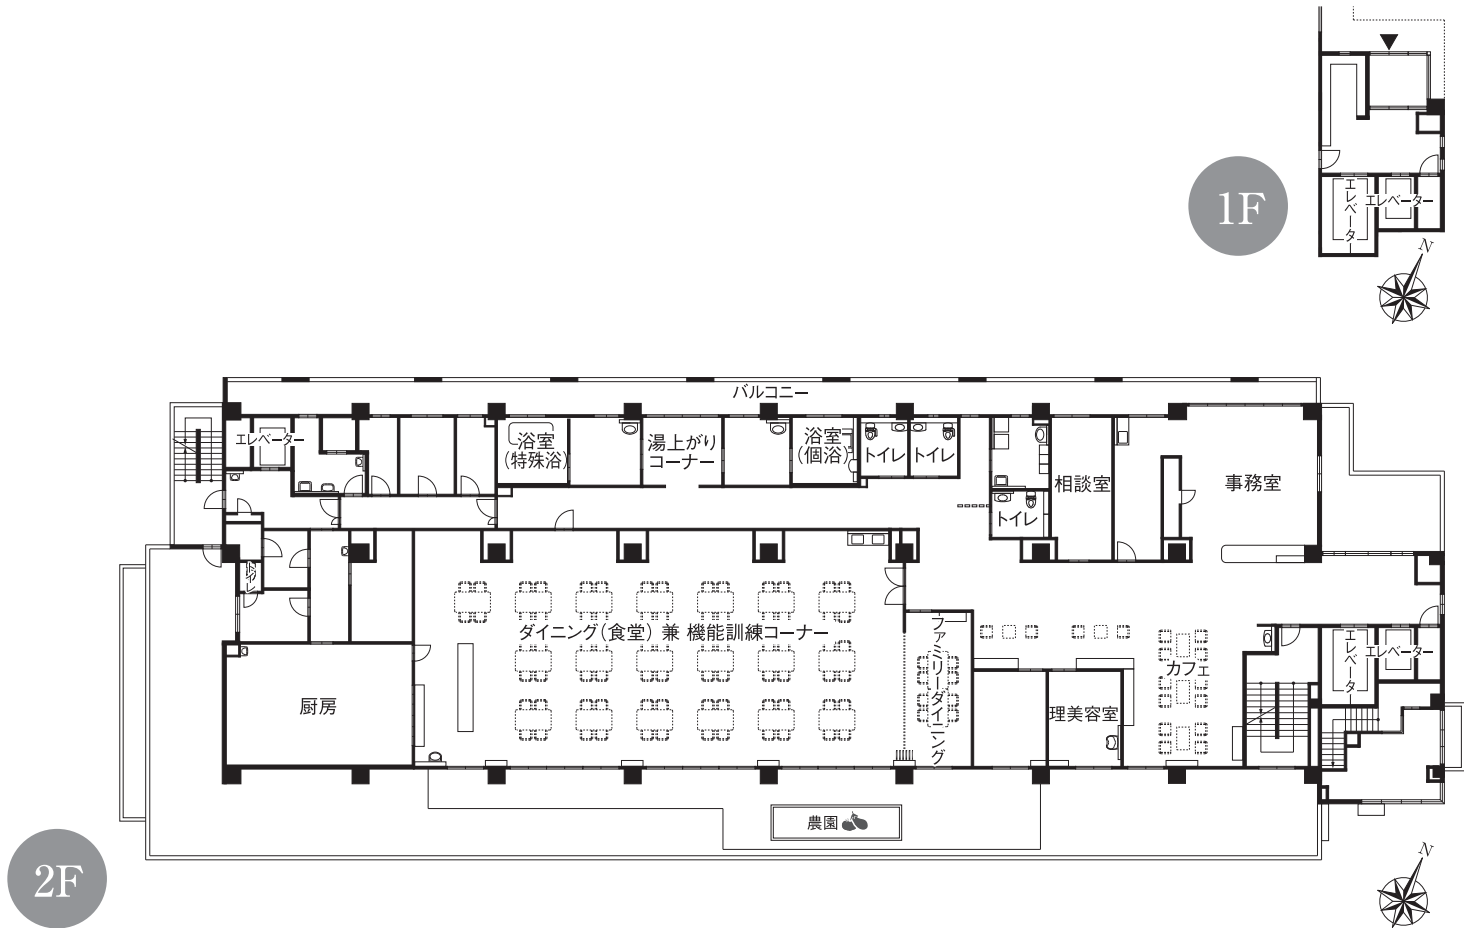 N
1F
エレベーター
エレベータ
N
バルコニー
エレベーター
浴室
(特殊浴)
湯上がり
コーナー
浴室
(個浴)
トイレ
トイレ
相談室
事務室
トイレ
トイレ
ダイニング(食堂) 兼 機能訓練コーナー
ファミリーダイニング
カフェ
エレベータ
エレベーター
厨房
理美容室
農園
2F